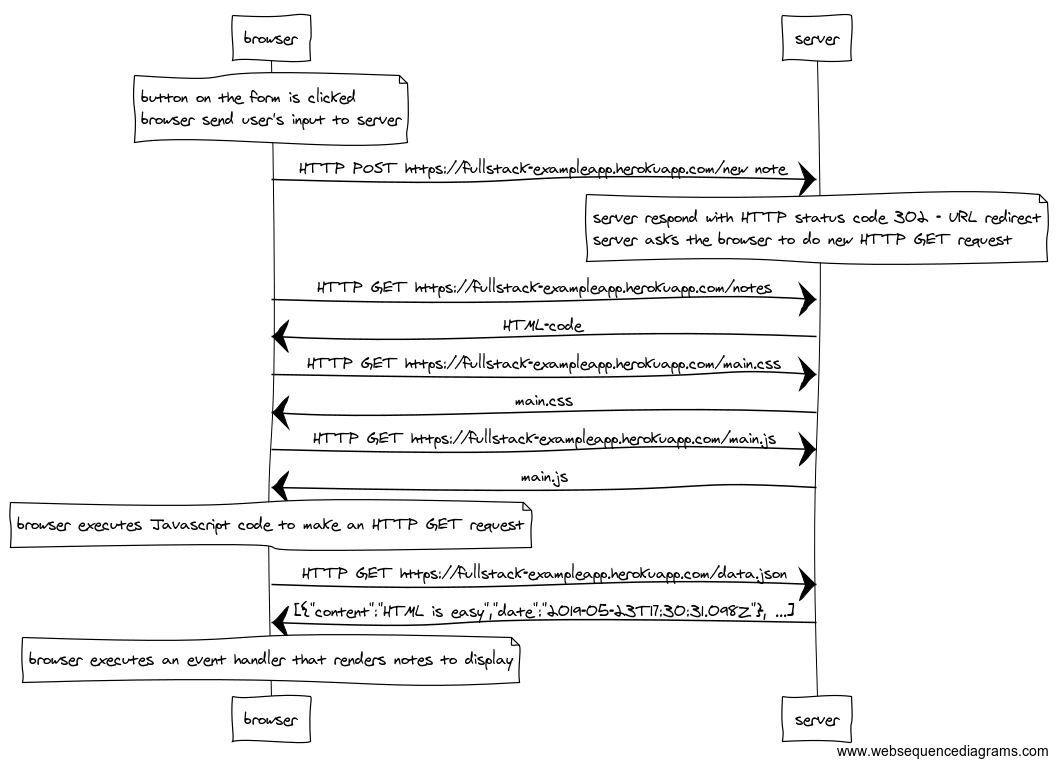 browser
server
button on the form is clicked
browser send user's input to server
HTTP POST https://fullstack-exampleapp.herokuapp.com/new note
server respond with HTTP status code 302 - URL redirect
server asks the browser to do new HTTP GET request
HTTP GET https://fullstack-exampleapp.herokuapp.com/notes
HTML-code
HTTP GET https://fullstack-exampleapp.herokuapp.com/main.css
main.css
HTTP GET https://fullstack-exampleapp.herokuapp.com/main.js
main.js
browser executes Javascript code to make an HTTP GET request
HTTP GET https://fullstack-exampleapp.herokuapp.com/data.json
[{"content":"HTML is easy","date":"2019-05-23T17:30:31.098Z"}, ...]
browser executes an event handler that renders notes to display
browser
server
www.websequencediagrams.com